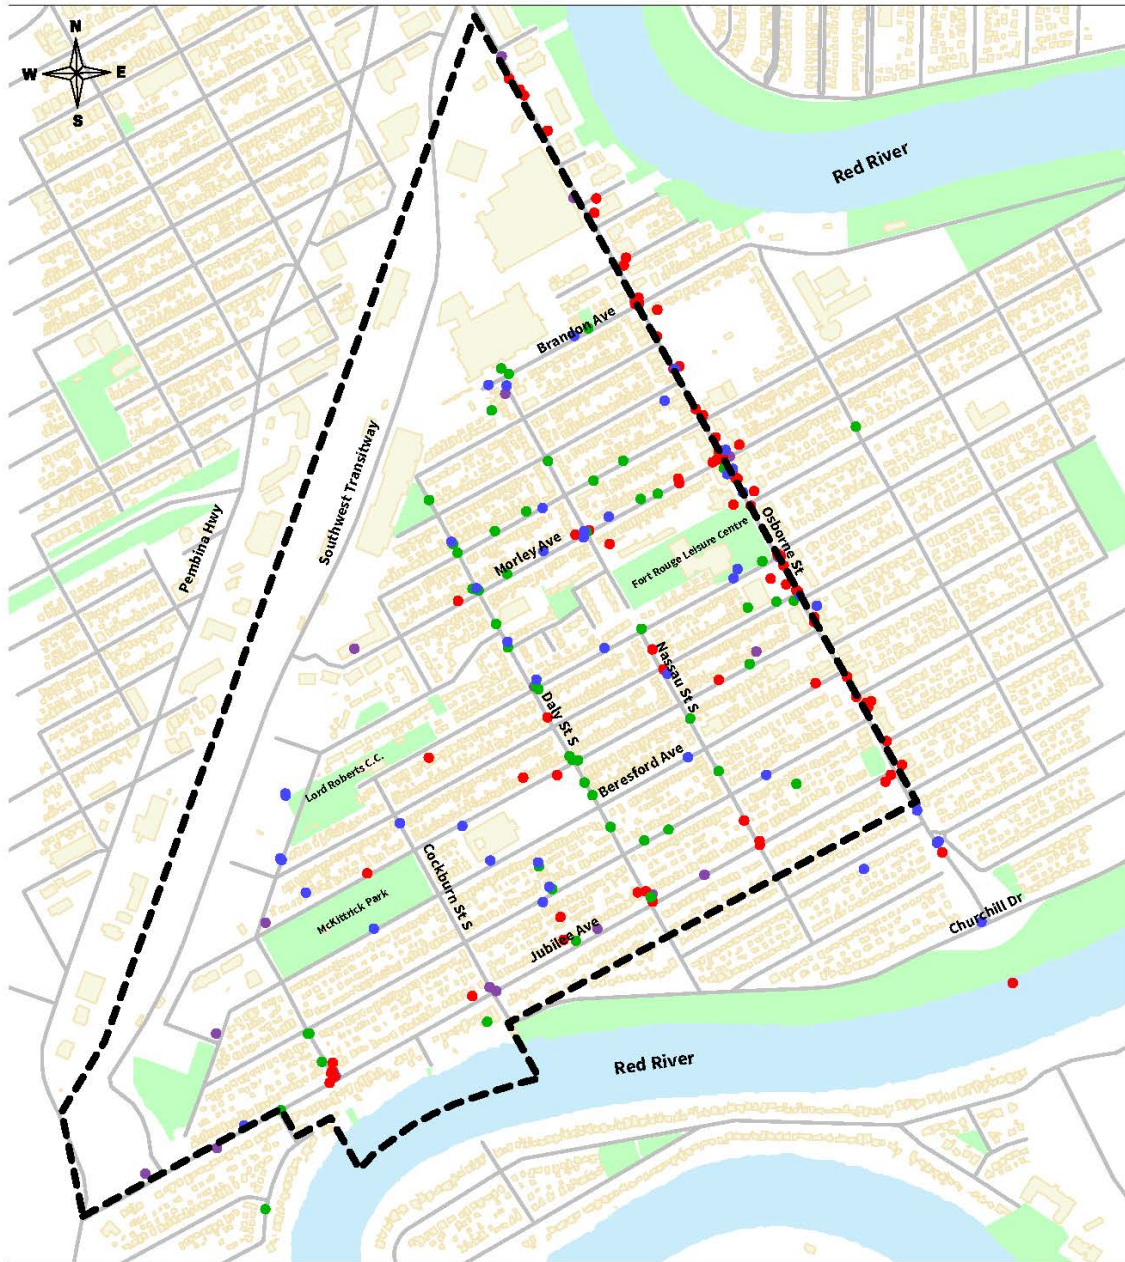 N
W
E
S
Red River
Brandon Ave
Southwest Transitway
Pembina Hwy
Osborne St
Fort Rouge Leisure Centre
Morley Ave
Nassau St S
Daly St S
Beresford Ave
Lord Roberts C.C.
Cockburn St S
McKittrick Park
Jubilee Ave
Churchill Dr
Red River